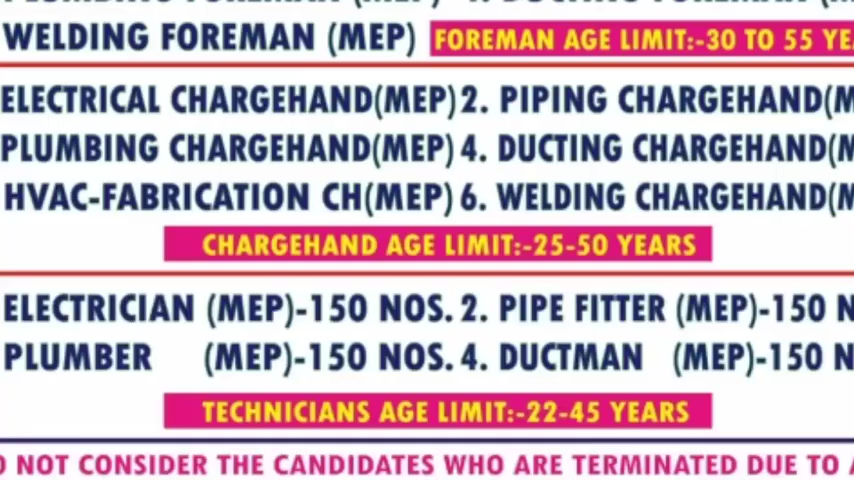 WELDING FOREMAN (MEP) FOREMAN AGE LIMIT:-30 TO 55
ELECTRICAL CHARGEHAND(MEP) 2. PIPING CHARGEHAND(M
PLUMBING CHARGEHAND(MEP) 4. DUCTING CHARGEHAND(M
HVAC-FABRICATION CH(MEP) 6. WELDING CHARGEHAND(M
CHARGEHAND AGE LIMIT:-25-50 YEARS
ELECTRICIAN (MEP)-150 NOS. 2. PIPE FITTER (MEP)-150 N
PLUMBER (MEP)-150 NOS. 4. DUCTMAN (MEP)-150 N
TECHNICIANS AGE LIMIT:-22-45 YEARS
NOT CONSIDER THE CANDIDATES WHO ARE TERMINATED DUE TO